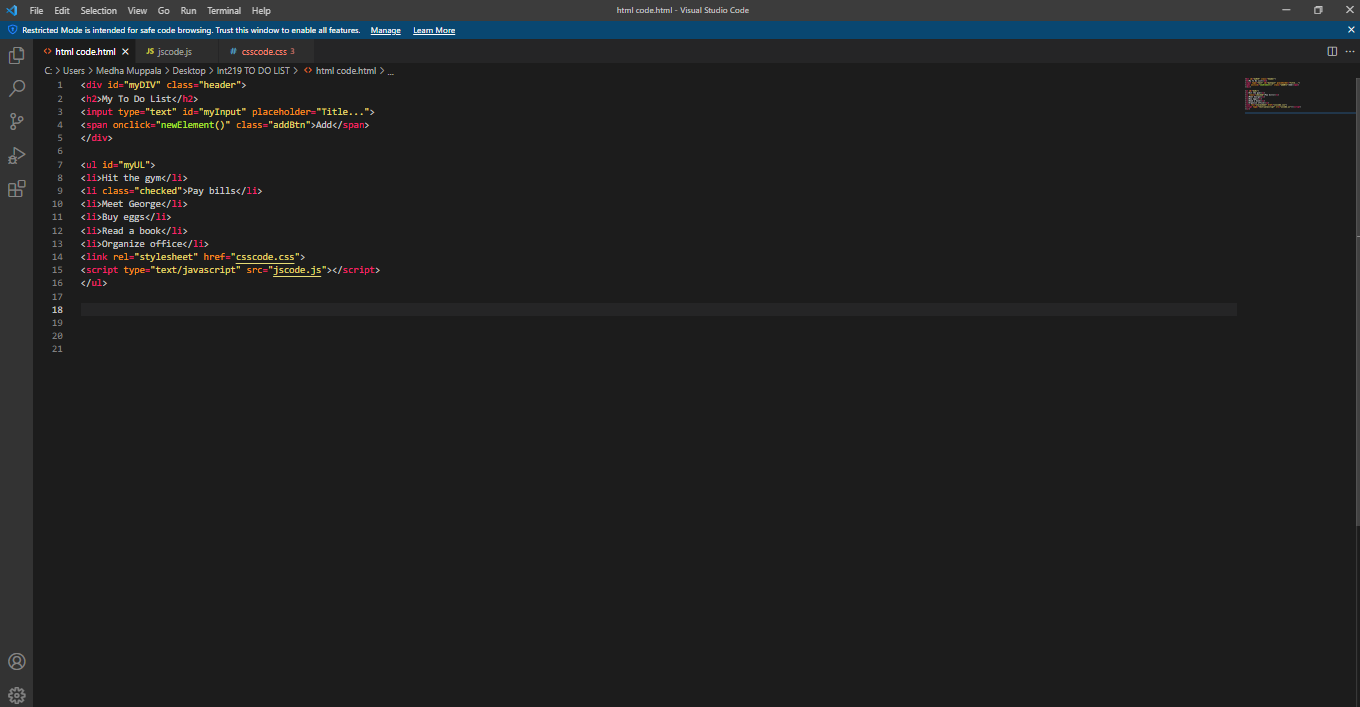 File Edit Selection View Go Run Terminal Help html code.html - Visual Studio Code
Restricted Mode is intended for safe code browsing. Trust this window to enable all features. Manage Learn More
html code.html JS jscode.js # csscode.css 3
C: > Users > Medha Muppala > Desktop > Int219 TO DO LIST > html code.html > ...
1 <div id="myDIV" class="header">
2 <h2>My To Do List</h2>
3 <input type="text" id="myInput" placeholder="Title...">
4 <span onclick="newElement()" class="addBtn">Add</span>
5 </div>
6
7 <ul id="myUL">
8 <li>Hit the gym</li>
9 <li class="checked">Pay bills</li>
10 <li>Meet George</li>
11 <li>Buy eggs</li>
12 <li>Read a book</li>
13 <li>Organize office</li>
14 <link rel="stylesheet" href="csscode.css">
15 <script type="text/javascript" src="jscode.js"></script>
16 </ul>
17
18
19
20
21